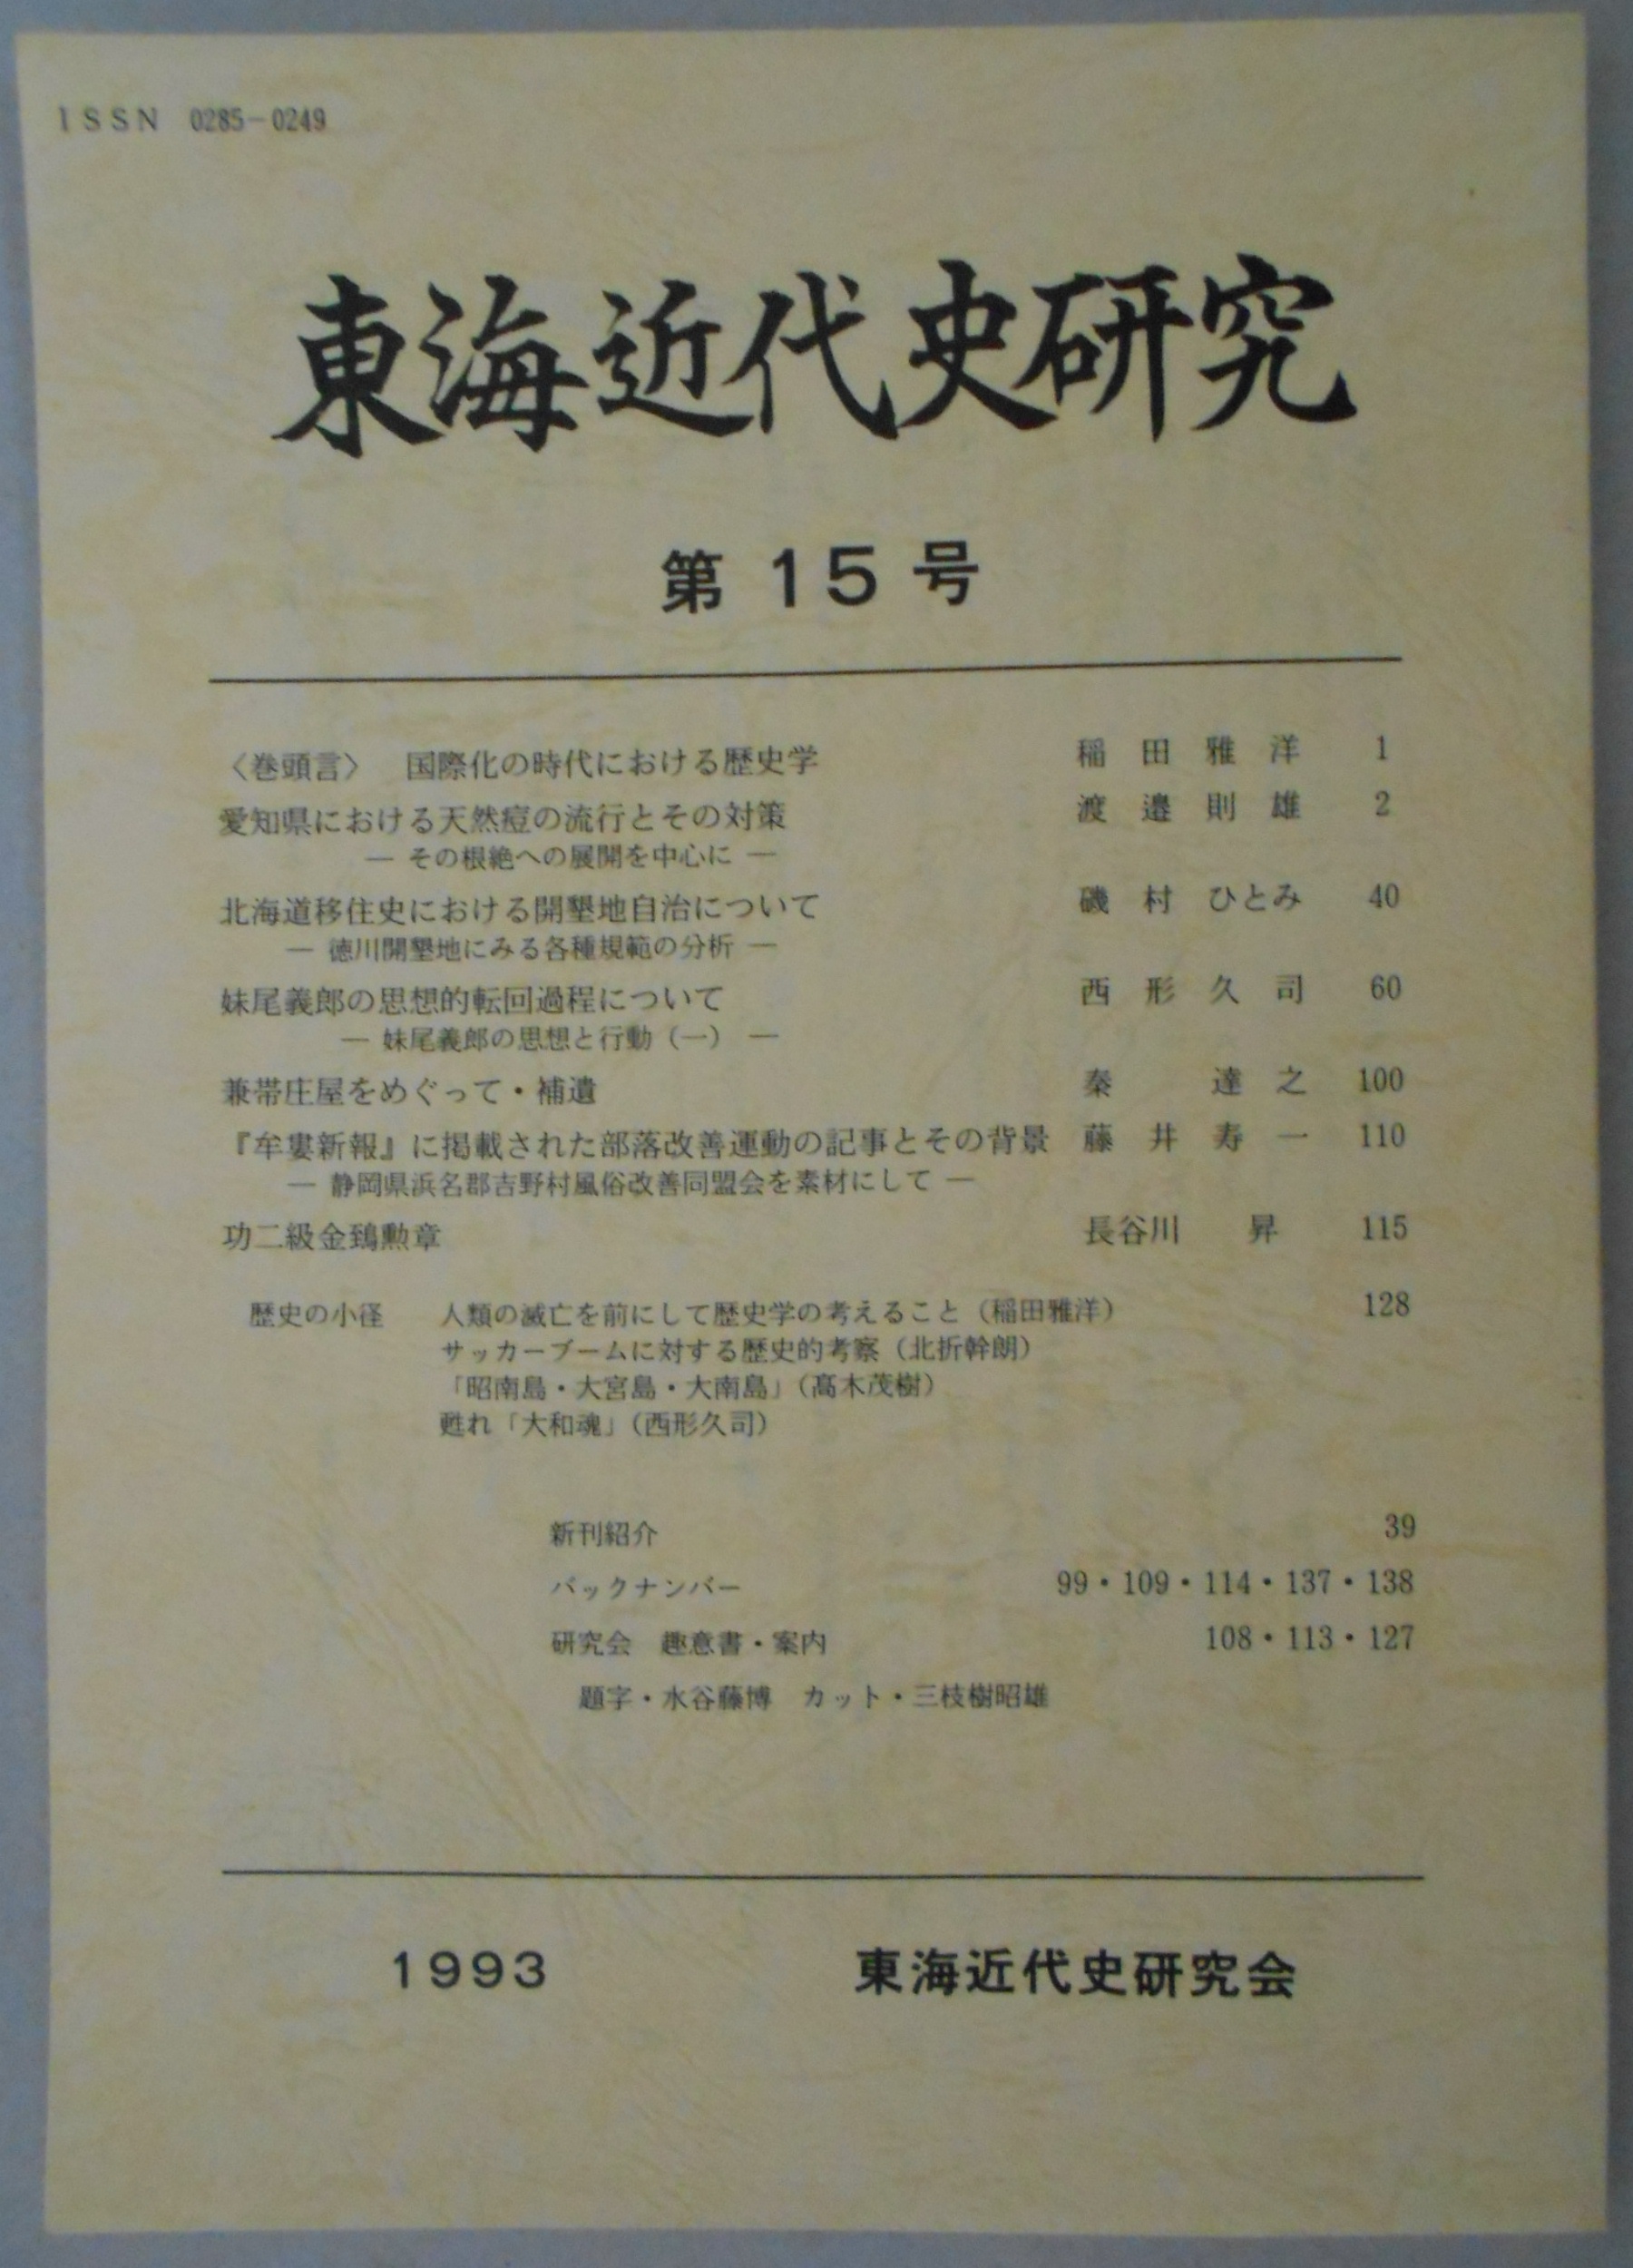 ISSN 0285-0249
東海近代史研究
第15号
〈巻頭言〉 国際化の時代における歴史学 稲田雅洋 1
愛知県における天然痘の流行とその対策 渡邉則雄 2
― その根絶への展開を中心に ―
北海道移住史における開墾地自治について 磯村ひとみ 40
― 徳川開墾地にみる各種規範の分析 ―
妹尾義郎の思想的転回過程について 西形久司 60
― 妹尾義郎の思想と行動（一） ―
兼帯庄屋をめぐって・補遺 秦達之 100
『牟婁新報』に掲載された部落改善運動の記事とその背景 藤井寿一 110
― 静岡県浜名郡吉野村風俗改善同盟会を素材にして ―
功二級金鵄勲章 長谷川昇 115
歴史の小径 人類の滅亡を前にして歴史学の考えること（稲田雅洋） 128
サッカーブームに対する歴史的考察（北折幹朗）
「昭南島・大宮島・大南島」（髙木茂樹）
甦れ「大和魂」（西形久司）
新刊紹介 39
バックナンバー 99・109・114・137・138
研究会 趣意書・案内 108・113・127
題字・水谷藤博 カット・三枝樹昭雄
1993 東海近代史研究会